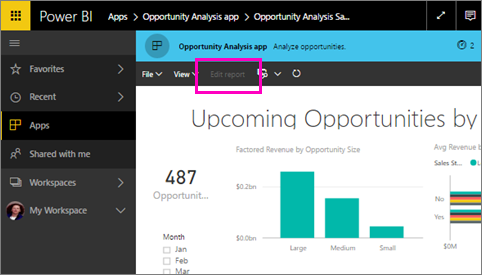 Power BI Apps > Opportunity Analysis app > Opportunity Analysis Sa...
Opportunity Analysis app Analyze opportunities. 2
File View Edit report
Favorites
Recent
Apps
Shared with me
Workspaces
My Workspace
Upcoming Opportunities by
Factored Revenue by Opportunity Size
487
Opportunit...
Month
Jan
Feb
Mar
$0.2bn
$0.0bn
Large Medium Small
Avg Revenue b
Sales St...
No
Yes
$0M